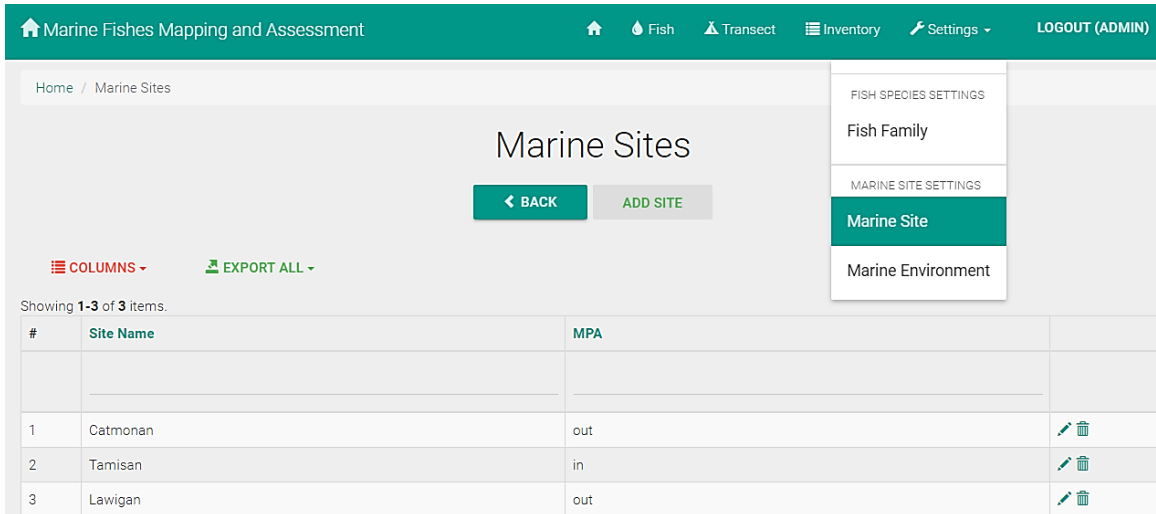 Marine Fishes Mapping and Assessment
Fish
Transect
Inventory
Settings
LOGOUT (ADMIN)
Home / Marine Sites
FISH SPECIES SETTINGS
Fish Family
MARINE SITE SETTINGS
Marine Site
Marine Environment
Marine Sites
BACK
ADD SITE
COLUMNS
EXPORT ALL
Showing 1-3 of 3 items.
# Site Name MPA
1 Catmonan out
2 Tamisan in
3 Lawigan out